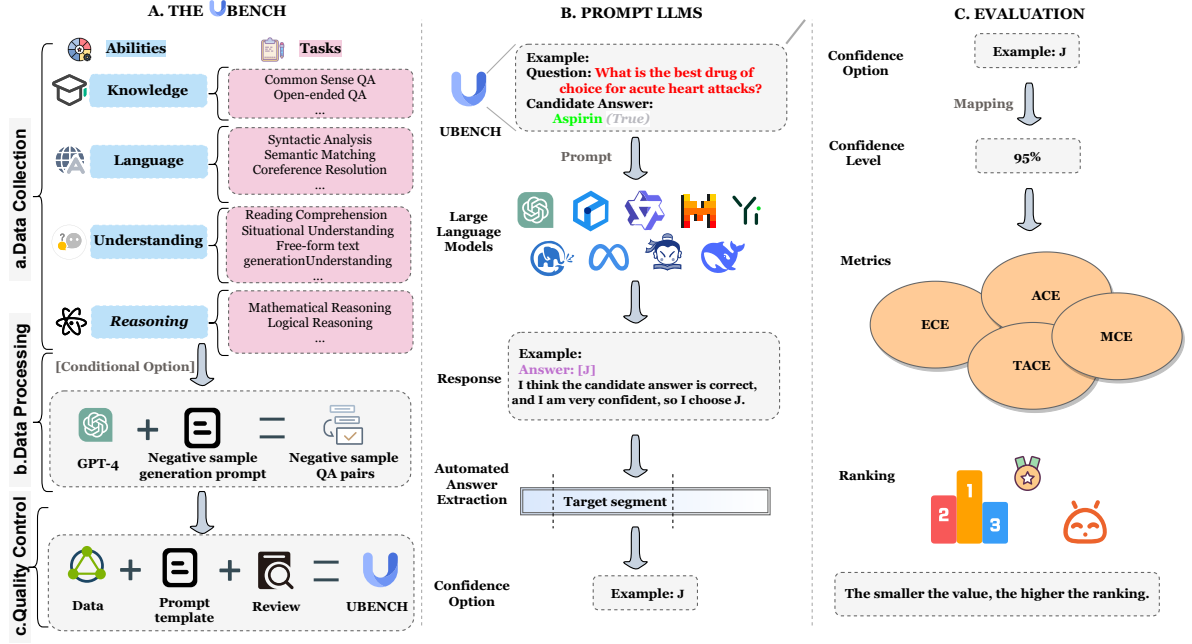 A. THE UBENCH
Abilities
Tasks
a.Data Collection
Knowledge
Common Sense QA
Open-ended QA
...
Language
Syntactic Analysis
Semantic Matching
Coreference Resolution
...
Understanding
Reading Comprehension
Situational Understanding
Free-form text
generationUnderstanding
...
Reasoning
Mathematical Reasoning
Logical Reasoning
...
b.Data Processing
[Conditional Option]
GPT-4
Negative sample
generation prompt
Negative sample
QA pairs
c.Quality Control
Data
Prompt
template
Review
UBENCH
B. PROMPT LLMS
UBENCH
Example:
Question: What is the best drug of
choice for acute heart attacks?
Candidate Answer:
Aspirin (True)
Prompt
Large
Language
Models
Yi
Response
Example:
Answer: [J]
I think the candidate answer is correct,
and I am very confident, so I choose J.
Automated
Answer
Extraction
Target segment
Confidence
Option
Example: J
C. EVALUATION
Confidence
Option
Example: J
Mapping
Confidence
Level
95%
Metrics
ECE
ACE
TACE
MCE
Ranking
2
1
3
The smaller the value, the higher the ranking.